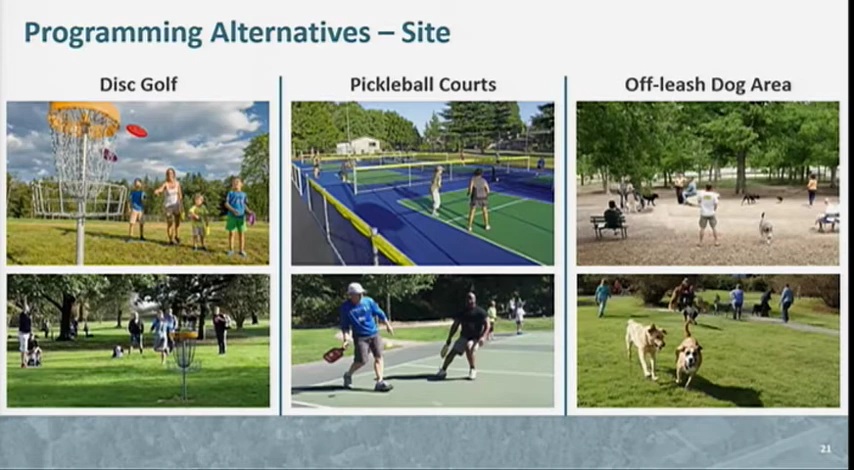 Programming Alternatives – Site
Disc Golf
Pickleball Courts
Off-leash Dog Area
21